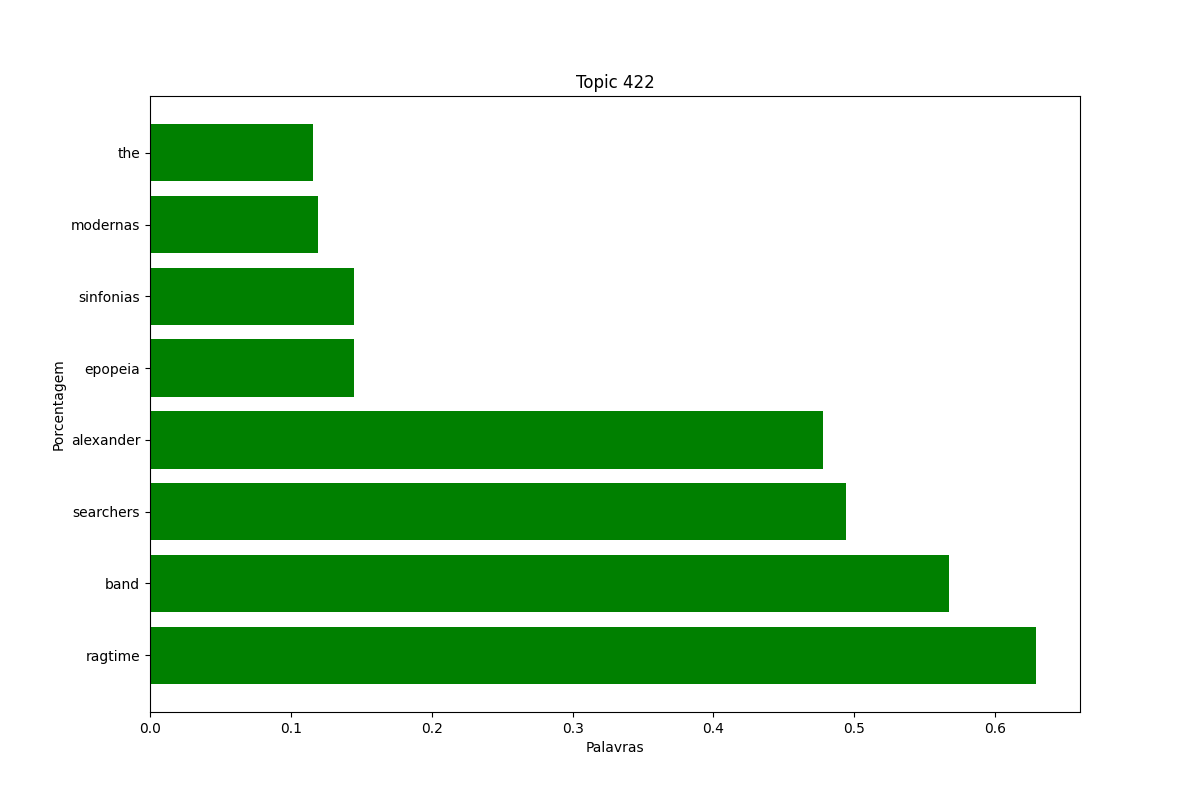 Topic 422
the
modernas
sinfonias
epopeia
alexander
searchers
band
ragtime
Porcentagem
0.0 0.1 0.2 0.3 0.4 0.5 0.6
Palavras